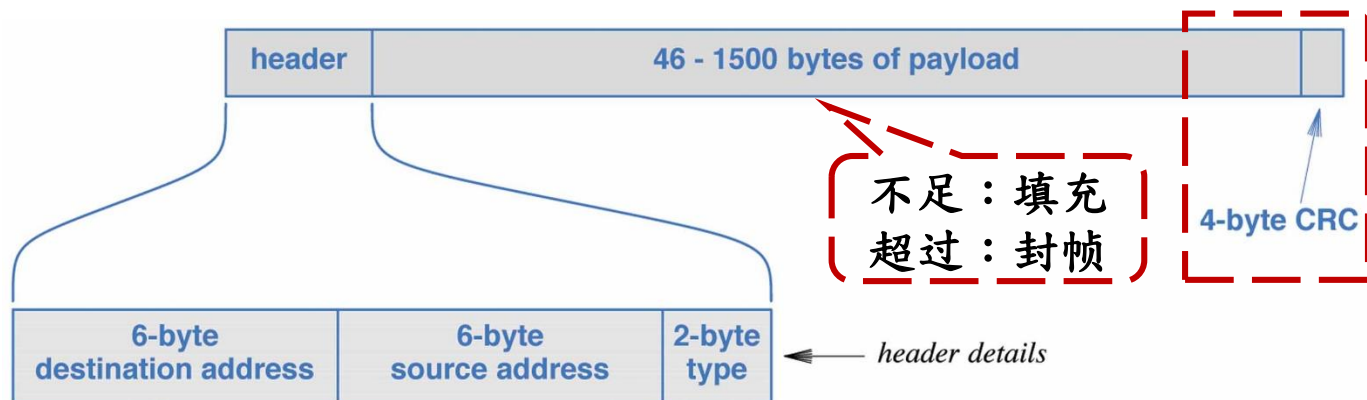 header
46 - 1500 bytes of payload
不足：填充
超过：封帧
4-byte CRC
6-byte
destination address
6-byte
source address
2-byte
type
header details